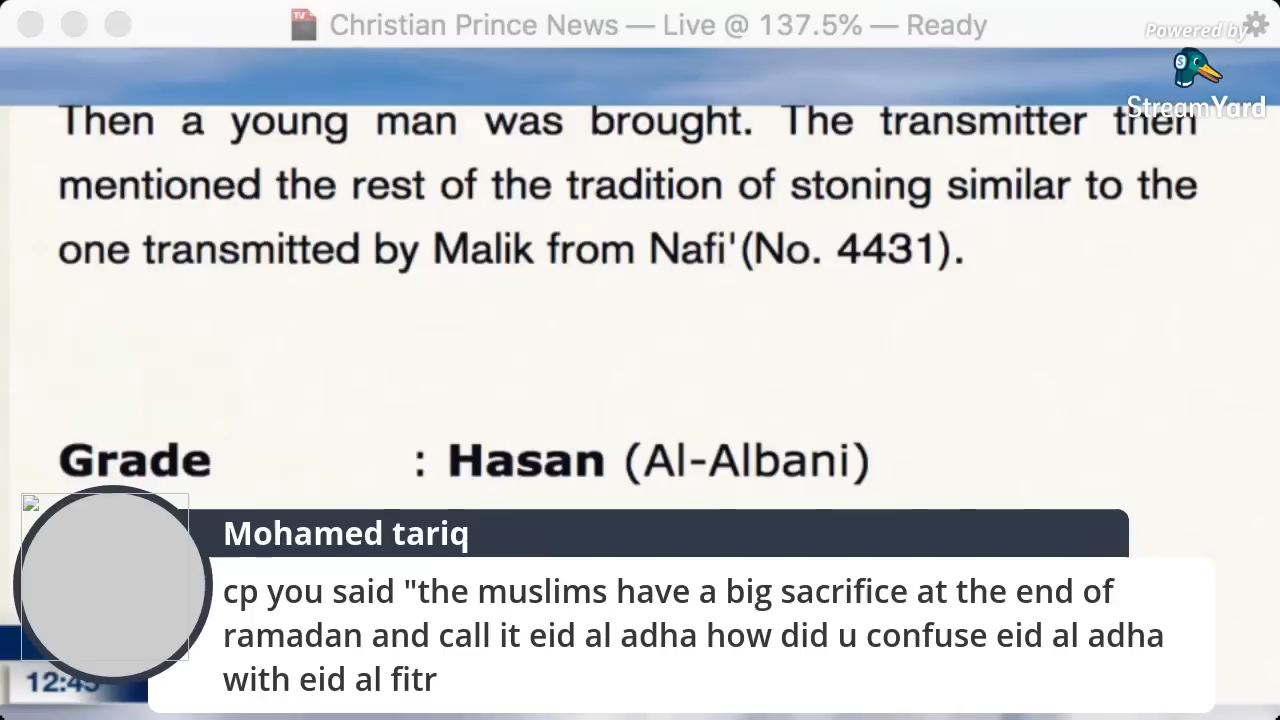 TV Christian Prince News — Live @ 137.5% — Ready
Powered by
S
StreamYard
Then a young man was brought. The transmitter then
mentioned the rest of the tradition of stoning similar to the
one transmitted by Malik from Nafi'(No. 4431).
Grade : Hasan (Al-Albani)
Mohamed tariq
cp you said "the muslims have a big sacrifice at the end of
ramadan and call it eid al adha how did u confuse eid al adha
with eid al fitr
12:45